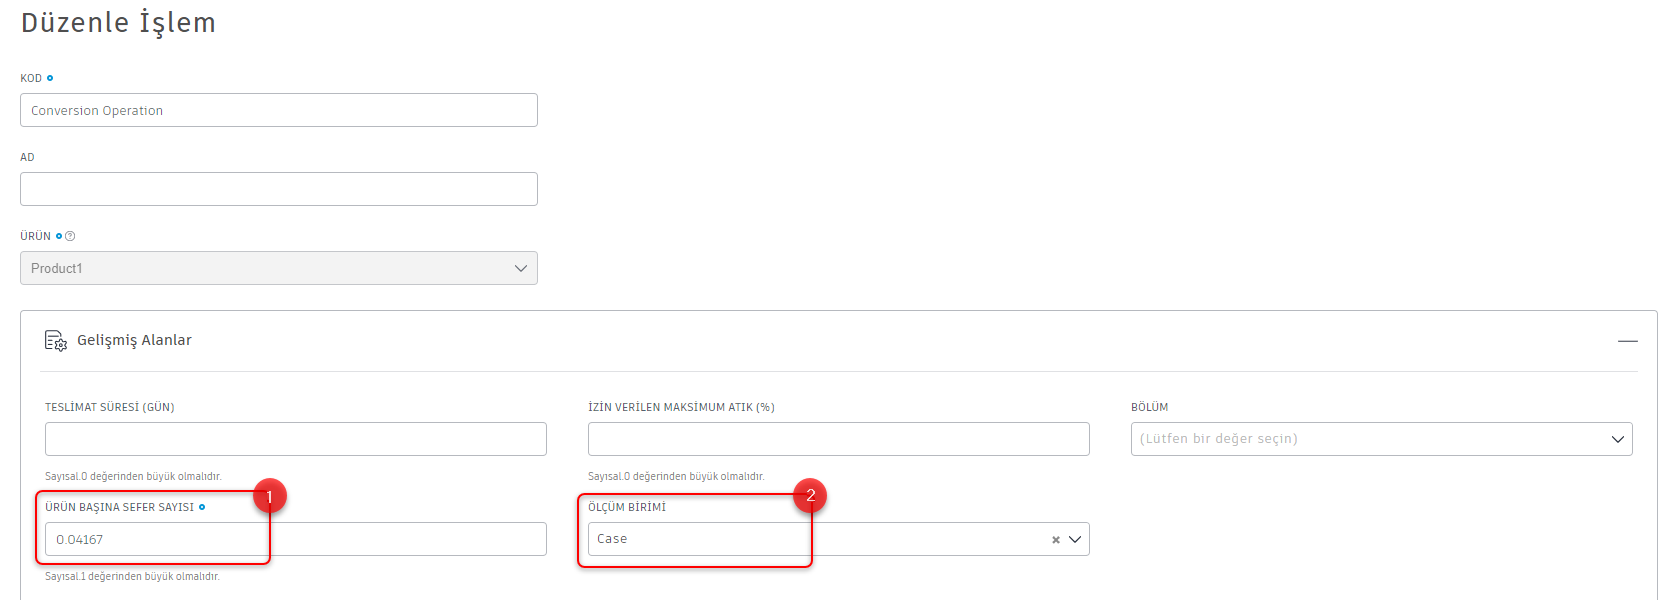 Düzenle İşlem
KOD
Conversion Operation
AD
ÜRÜN
Product1
Gelişmiş Alanlar
TESLİMAT SÜRESİ (GÜN)
İZİN VERİLEN MAKSİMUM ATIK (%)
BÖLÜM
(Lütfen bir değer seçin)
Sayısal.0 değerinden büyük olmalıdır.
Sayısal.0 değerinden büyük olmalıdır.
1
2
ÜRÜN BAŞINA SEFER SAYISI
ÖLÇÜM BİRİMİ
0.04167
Case
Sayısal.1 değerinden büyük olmalıdır.